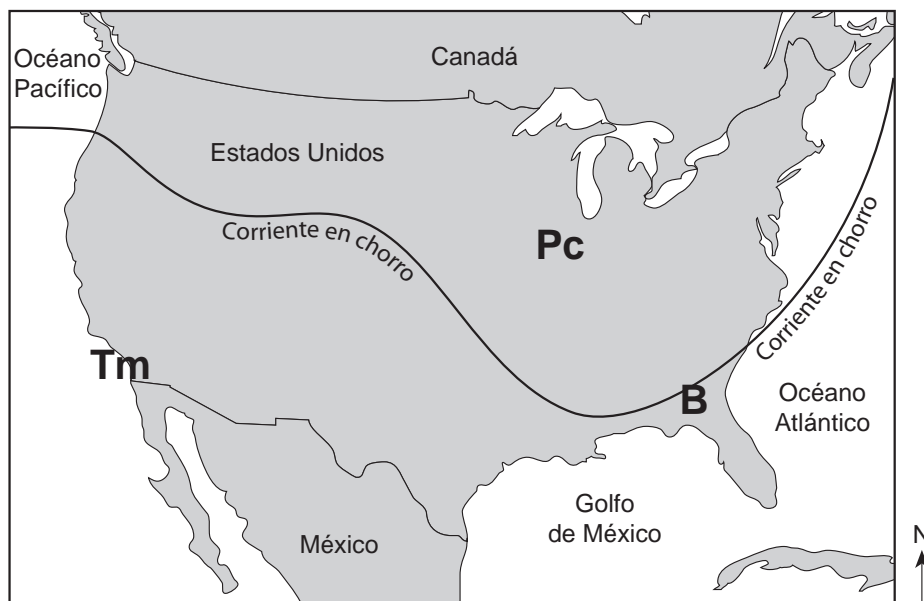 Océano
Pacífico
Canadá
Estados Unidos
Corriente en chorro
Pc
Corriente en chorro
Tm
B
Océano
Atlántico
Golfo
de México
México
N